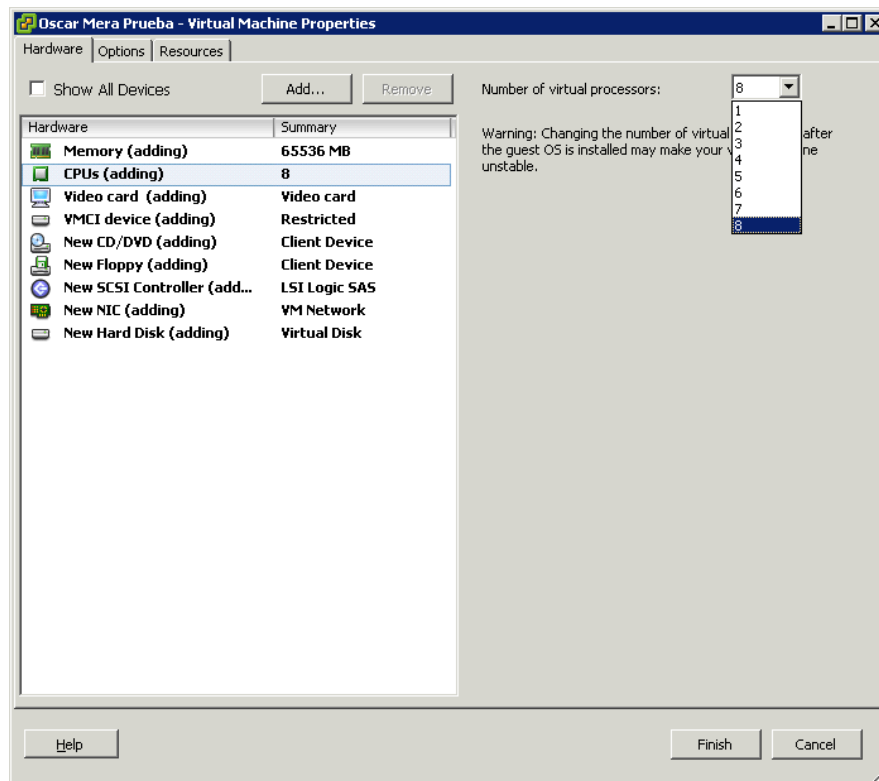 Oscar Mera Prueba - Virtual Machine Properties
Hardware Options Resources
Show All Devices Add... Remove
Hardware Summary
Memory (adding) 65536 MB
CPUs (adding) 8
Video card (adding) Video card
VMCI device (adding) Restricted
New CD/DVD (adding) Client Device
New Floppy (adding) Client Device
New SCSI Controller (add... LSI Logic SAS
New NIC (adding) VM Network
New Hard Disk (adding) Virtual Disk
Number of virtual processors: 8
1
2
3
4
5
6
7
8
Warning: Changing the number of virtual after
the guest OS is installed may make your v ne
unstable.
Help Finish Cancel